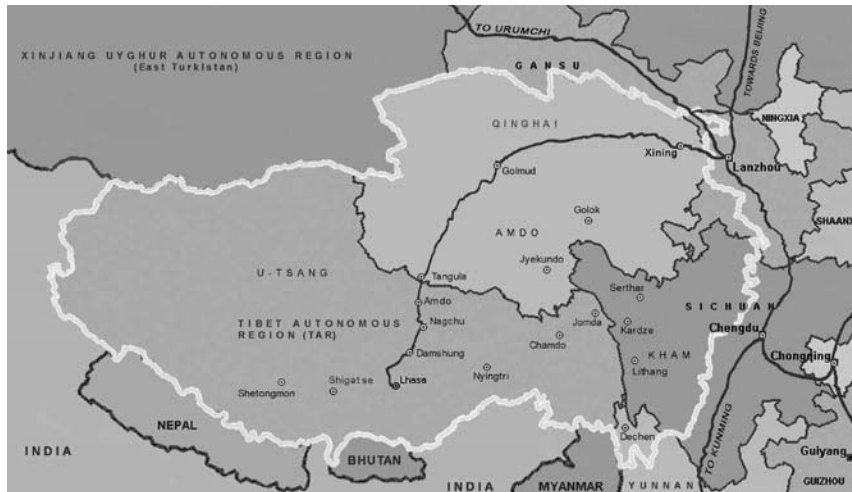 TO URUMCHI
TOWARDS BEIJING
XINJIANG UYGHUR AUTONOMOUS REGION
(East Turkistan)
GANSU
NINGXIA
QINGHAI
Xining
Lanzhou
Golmud
SHAANX
Golok
AMDO
Jyekundo
U-TSANG
Tangula
Serthar
SICHUAN
Amdo
TIBET AUTONOMOUS
REGION (TAR)
Nagchu
Jomda
Kardze
Chengdu
Chamdo
Damshung
KHAM
Chongqing
Lithang
Nyingtri
Shigatse
Lhasa
Shetongmon
NEPAL
Dechen
TO KUNMING
INDIA
BHUTAN
Guiyang
INDIA
MYANMAR
YUNNAN
GUIZHOU